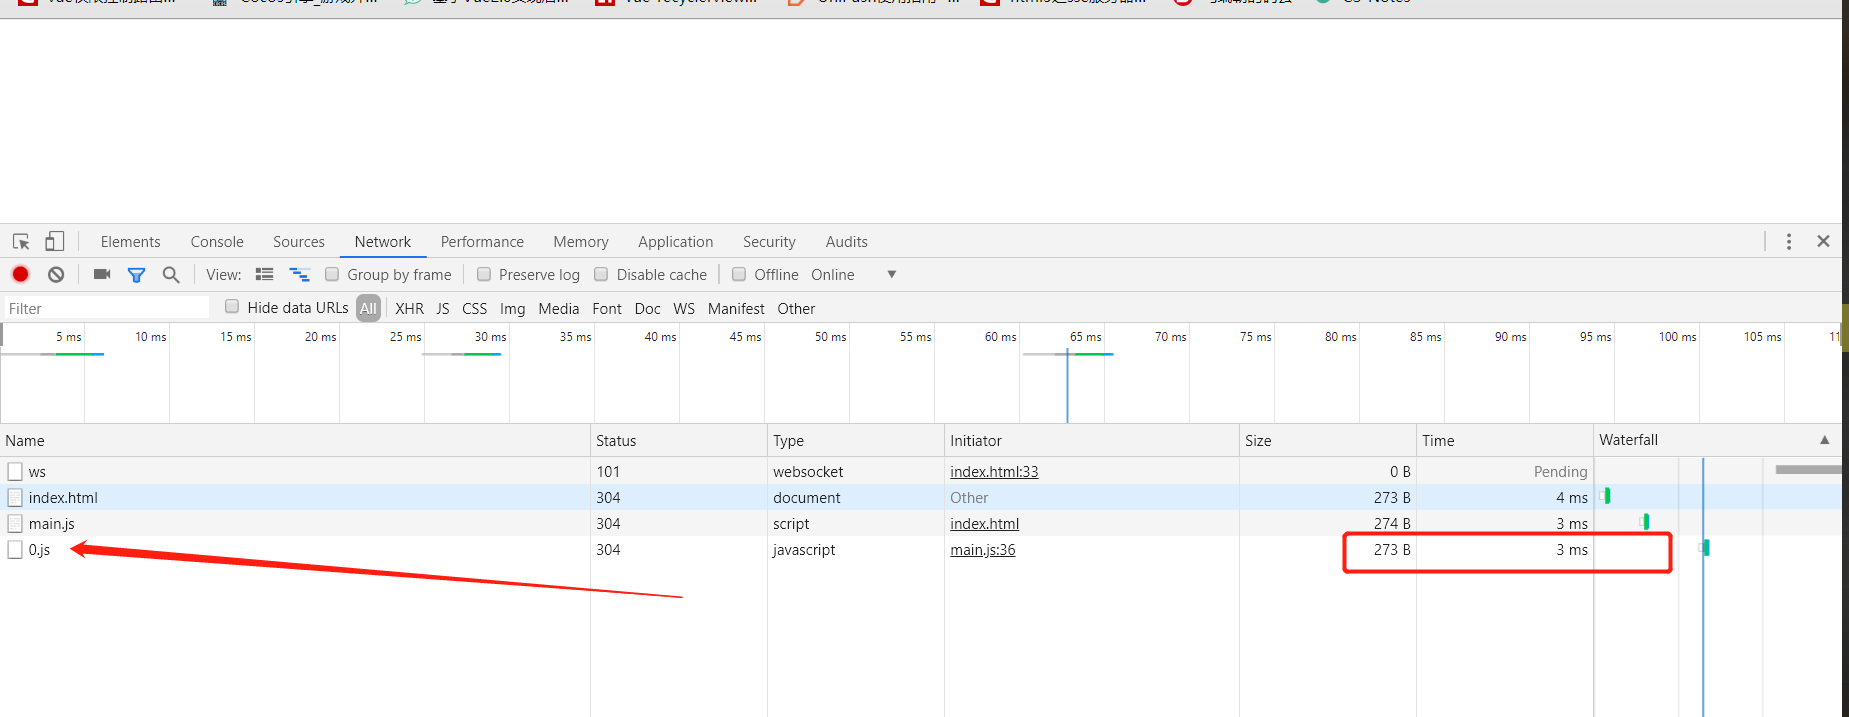 Elements Console Sources Network Performance Memory Application Security Audits
View: Group by frame Preserve log Disable cache Offline Online
Filter Hide data URLs All XHR JS CSS Img Media Font Doc WS Manifest Other
5 ms 10 ms 15 ms 20 ms 25 ms 30 ms 35 ms 40 ms 45 ms 50 ms 55 ms 60 ms 65 ms 70 ms 75 ms 80 ms 85 ms 90 ms 95 ms 100 ms 105 ms 11
Name Status Type Initiator Size Time Waterfall
ws 101 websocket index.html:33 0 B Pending
index.html 304 document Other 273 B 4 ms
main.js 304 script index.html 274 B 3 ms
0.js 304 javascript main.js:36 273 B 3 ms